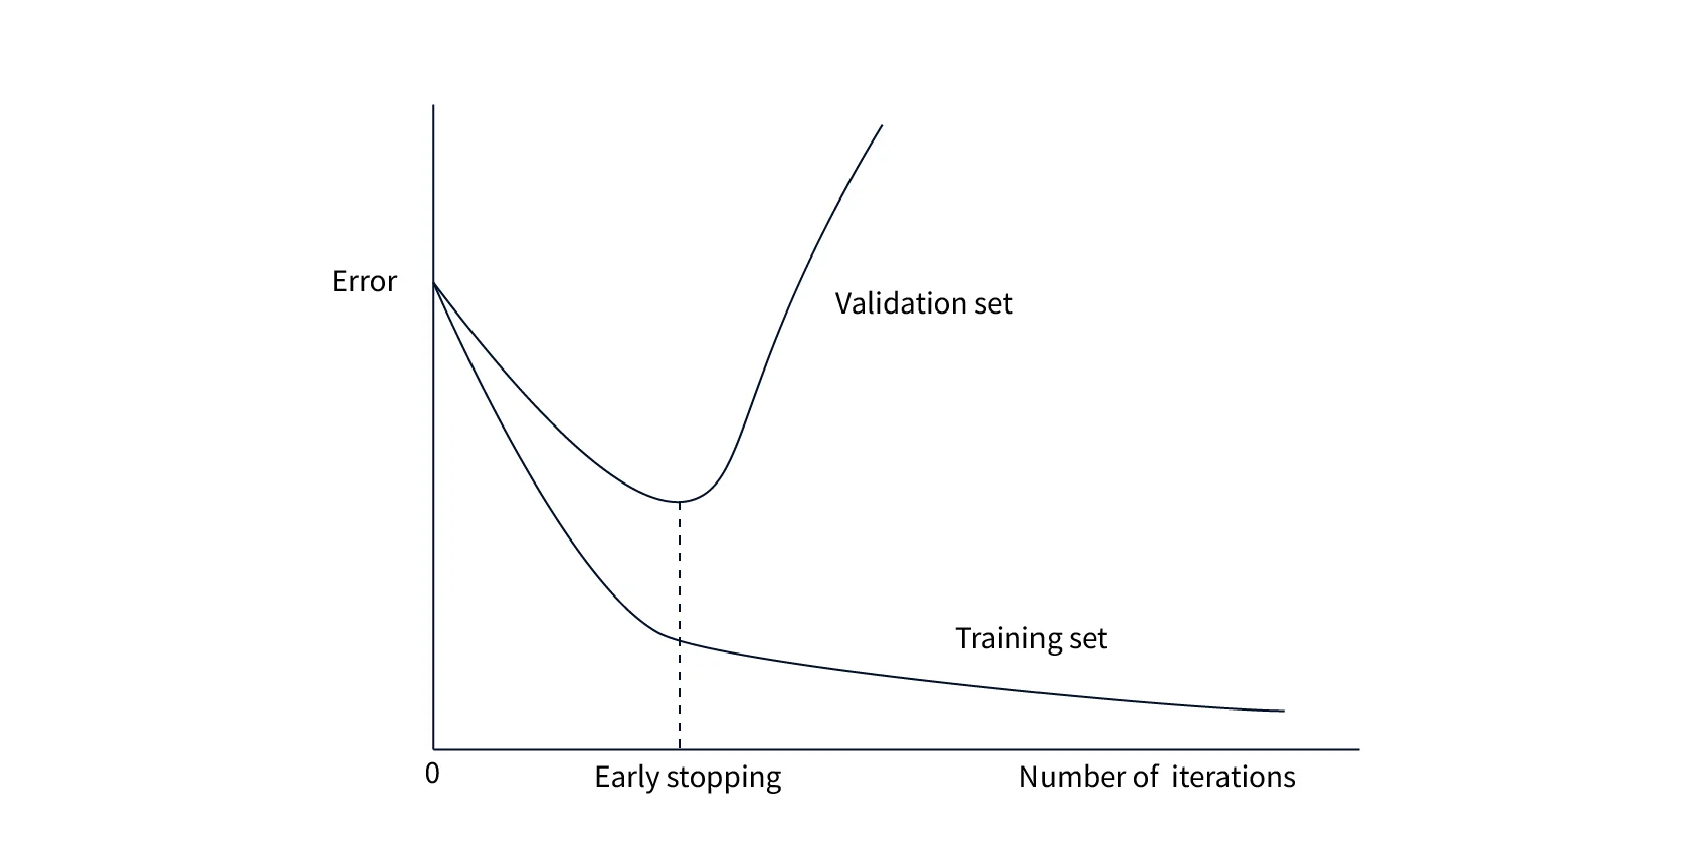 Error
Validation set
Training set
0
Early stopping
Number of iterations